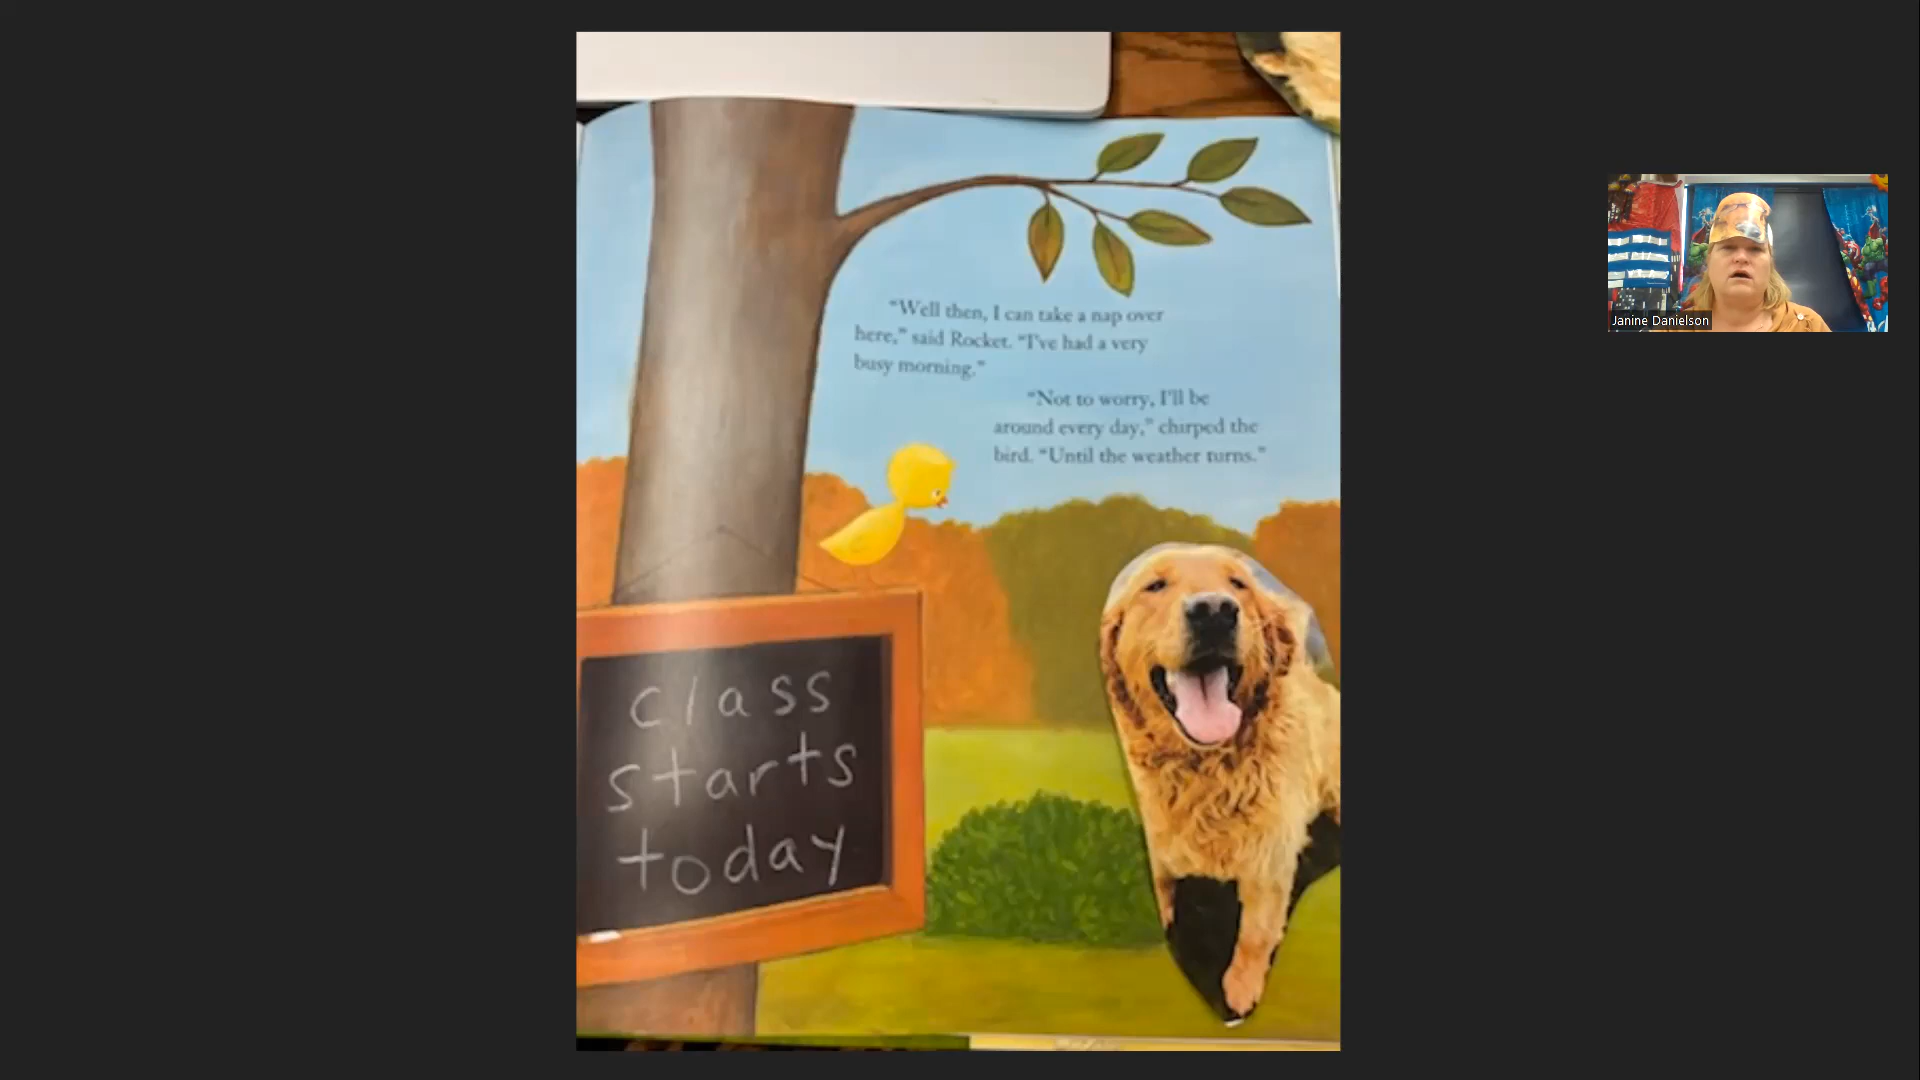 "Well then, I can take a nap over
here," said Rocket. "I've had a very
busy morning."
"Not to worry, I'll be
around every day," chirped the
bird. "Until the weather turns."
class
starts
today
Janine Danielson